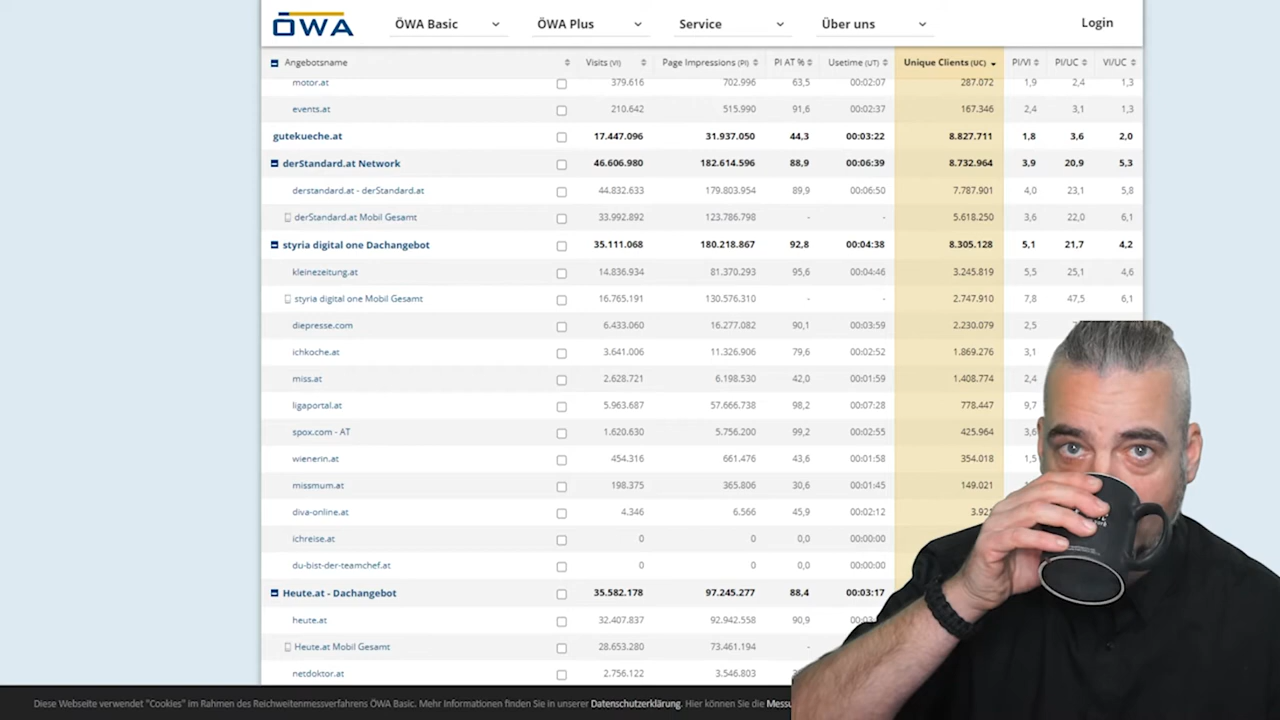 ÖWA ÖWA Basic ÖWA Plus Service Über uns Login
Angebotsname Visits (VI) Page Impressions (PI) PI AT % Usetime (UT) Unique Clients (UC) PI/VI PI/UC VI/UC
motor.at 379.616 702.996 63,5 00:02:07 287.072 1,9 2,4 1,3
events.at 210.642 515.990 91,6 00:02:37 167.346 2,4 3,1 1,3
gutekueche.at 17.447.096 31.937.050 44,3 00:03:22 8.827.711 1,8 3,6 2,0
derStandard.at Network 46.606.980 182.614.596 88,9 00:06:39 8.732.964 3,9 20,9 5,3
derstandard.at - derStandard.at 44.832.633 179.803.954 89,9 00:06:50 7.787.901 4,0 23,1 5,8
derStandard.at Mobil Gesamt 33.992.892 123.786.798 - - 5.618.250 3,6 22,0 6,1
styria digital one Dachangebot 35.111.068 180.218.867 92,8 00:04:38 8.305.128 5,1 21,7 4,2
kleinezeitung.at 14.836.934 81.370.293 95,6 00:04:46 3.245.819 5,5 25,1 4,6
styria digital one Mobil Gesamt 16.765.191 130.576.310 - - 2.747.910 7,8 47,5 6,1
diepresse.com 6.433.060 16.277.082 90,1 00:03:59 2.230.079 2,5
ichkoche.at 3.641.006 11.326.906 79,6 00:02:52 1.869.276 3,1
miss.at 2.628.721 6.198.530 42,0 00:01:59 1.408.774 2,4
ligaportal.at 5.963.687 57.666.738 98,2 00:07:28 778.447 9,7
spox.com - AT 1.620.630 5.756.200 99,2 00:02:55 425.964 3,6
wienerin.at 454.316 661.476 43,6 00:01:58 354.018 1,5
missmum.at 198.375 365.806 30,6 00:01:45 149.021
diva-online.at 4.346 6.566 45,9 00:02:12 3.921
ichreise.at 0 0 0,0 00:00:00
du-bist-der-teamchef.at 0 0 0,0 00:00:00
Heute.at - Dachangebot 35.582.178 97.245.277 88,4 00:03:17
heute.at 32.407.837 92.942.558 90,9
Heute.at Mobil Gesamt 28.653.280 73.461.194 -
netdoktor.at 2.756.122 3.546.803
Diese Webseite verwendet "Cookies" im Rahmen des Reichweitenmessverfahrens ÖWA Basic. Mehr Informationen finden Sie in unserer Datenschutzerklärung. Hier können Sie die